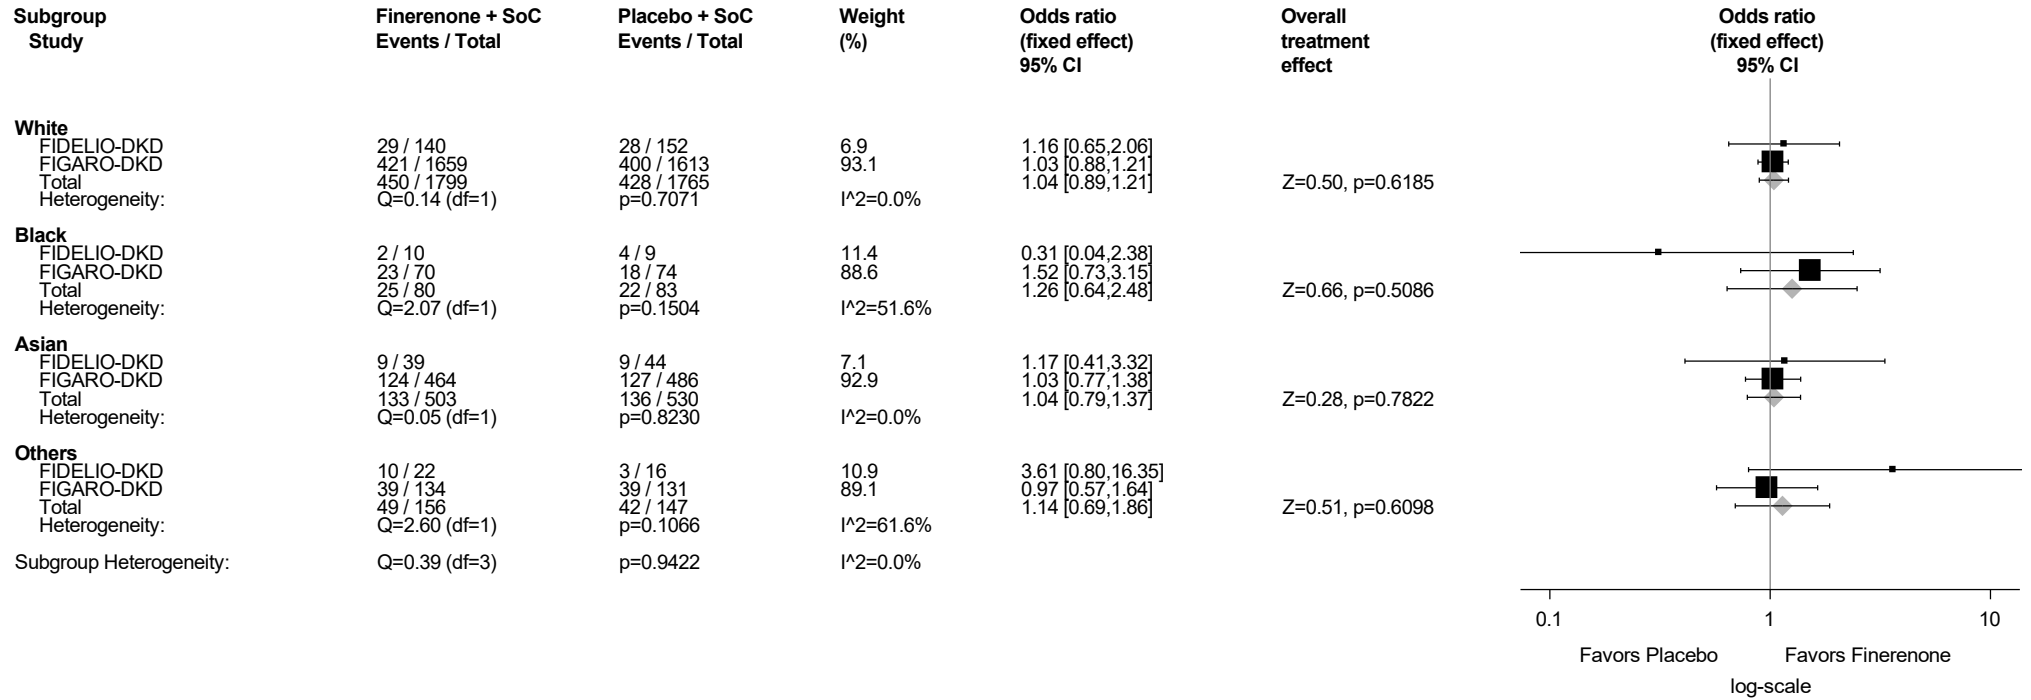 Subgroup Finerenone + SoC Placebo + SoC Weight Odds ratio Overall Odds ratio
Study Events / Total Events / Total (%) (fixed effect) treatment (fixed effect)
95% CI effect 95% CI
White
FIDELIO-DKD 29 / 140 28 / 152 6.9 1.16 [0.65,2.06]
FIGARO-DKD 421 / 1659 400 / 1613 93.1 1.03 [0.88,1.21]
Total 450 / 1799 428 / 1765 1.04 [0.89,1.21] Z=0.50, p=0.6185
Heterogeneity: Q=0.14 (df=1) p=0.7071 I^2=0.0%
Black
FIDELIO-DKD 2 / 10 4 / 9 11.4 0.31 [0.04,2.38]
FIGARO-DKD 23 / 70 18 / 74 88.6 1.52 [0.73,3.15]
Total 25 / 80 22 / 83 1.26 [0.64,2.48] Z=0.66, p=0.5086
Heterogeneity: Q=2.07 (df=1) p=0.1504 I^2=51.6%
Asian
FIDELIO-DKD 9 / 39 9 / 44 7.1 1.17 [0.41,3.32]
FIGARO-DKD 124 / 464 127 / 486 92.9 1.03 [0.77,1.38]
Total 133 / 503 136 / 530 1.04 [0.79,1.37] Z=0.28, p=0.7822
Heterogeneity: Q=0.05 (df=1) p=0.8230 I^2=0.0%
Others
FIDELIO-DKD 10 / 22 3 / 16 10.9 3.61 [0.80,16.35]
FIGARO-DKD 39 / 134 39 / 131 89.1 0.97 [0.57,1.64]
Total 49 / 156 42 / 147 1.14 [0.69,1.86] Z=0.51, p=0.6098
Heterogeneity: Q=2.60 (df=1) p=0.1066 I^2=61.6%
Subgroup Heterogeneity: Q=0.39 (df=3) p=0.9422 I^2=0.0%
0.1 1 10
Favors Placebo Favors Finerenone
log-scale